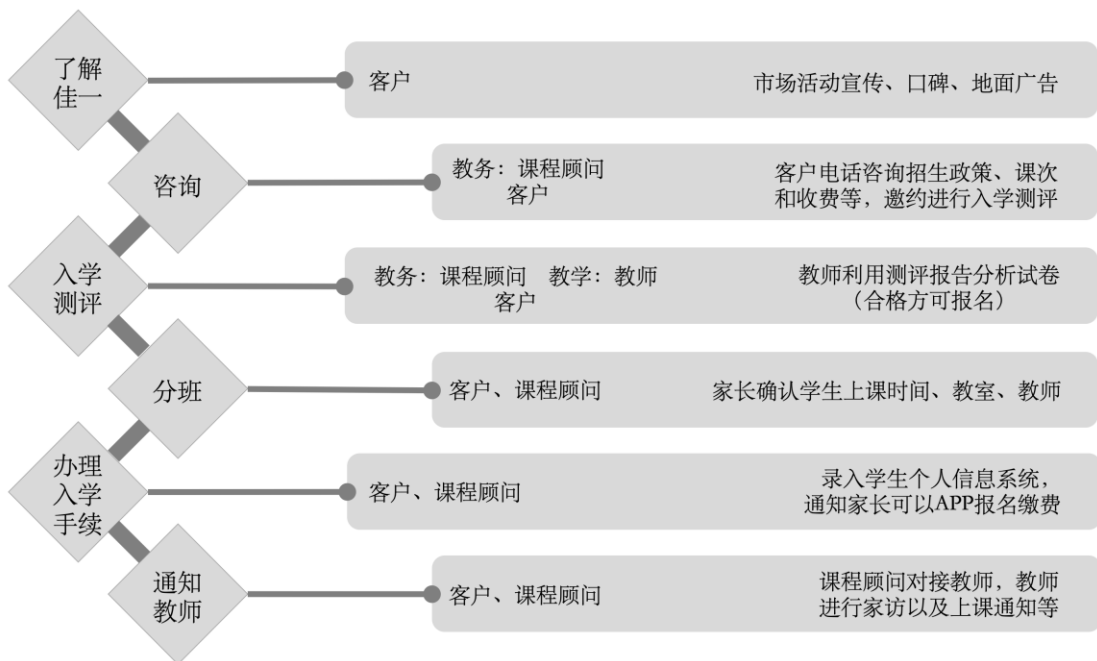 了解
佳一
客户
市场活动宣传、口碑、地面广告
咨询
教务：课程顾问
客户
客户电话咨询招生政策、课次
和收费等，邀约进行入学测评
入学
测评
教务：课程顾问 教学：教师
客户
教师利用测评报告分析试卷
（合格方可报名）
分班
客户、课程顾问
家长确认学生上课时间、教室、教师
办理
入学
手续
客户、课程顾问
录入学生个人信息系统，
通知家长可以APP报名缴费
通知
教师
客户、课程顾问
课程顾问对接教师，教师
进行家访以及上课通知等